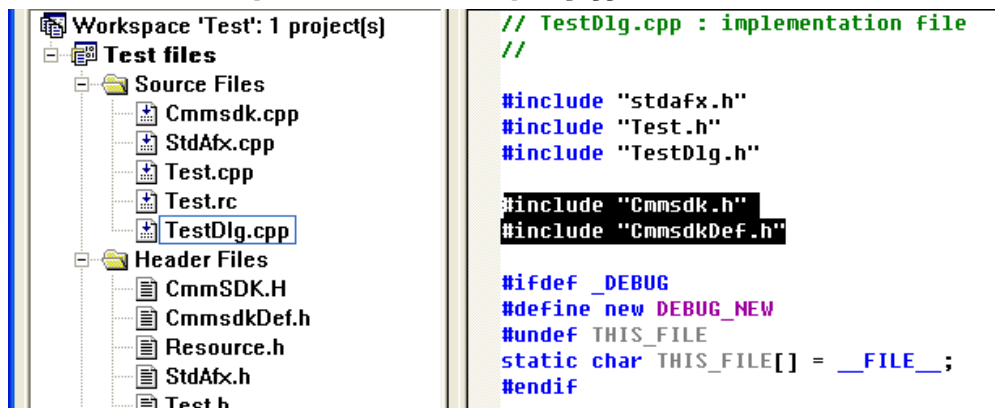 Workspace 'Test': 1 project(s)
Test files
Source Files
Cmmsdk.cpp
StdAfx.cpp
Test.cpp
Test.rc
TestDlg.cpp
Header Files
CmmSDK.H
CmmsdkDef.h
Resource.h
StdAfx.h
Test.h
// TestDlg.cpp : implementation file
//
#include "stdafx.h"
#include "Test.h"
#include "TestDlg.h"
#include "Cmmsdk.h"
#include "CmmsdkDef.h"
#ifdef _DEBUG
#define new DEBUG_NEW
#undef THIS_FILE
static char THIS_FILE[] = __FILE__;
#endif